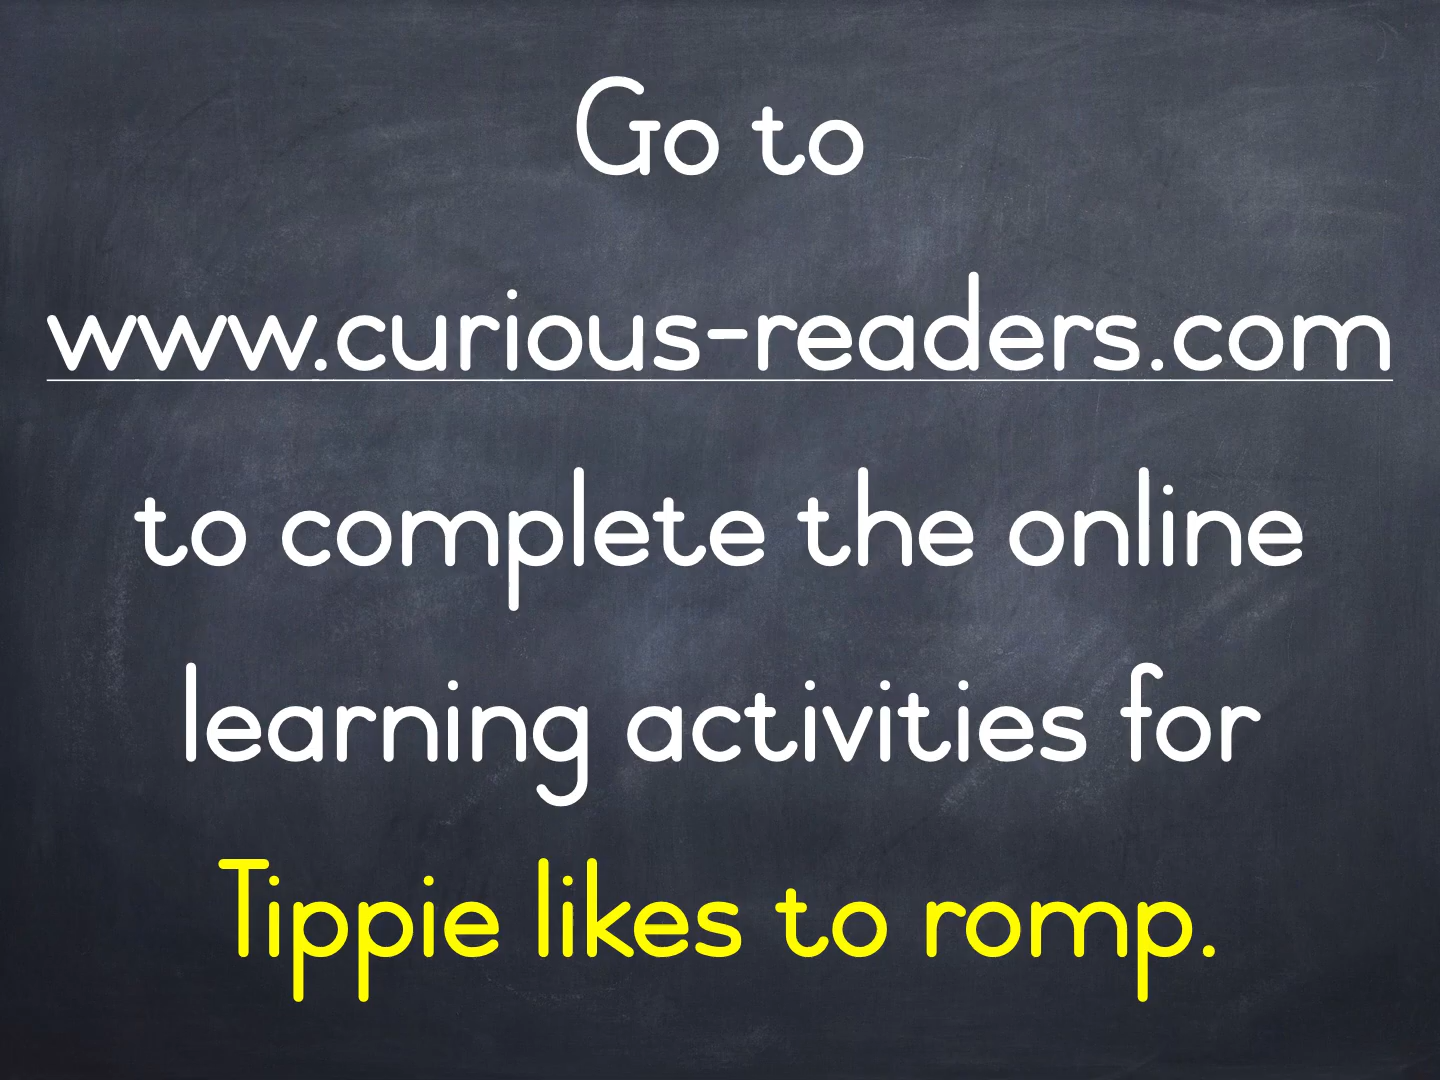 Go to
www.curious-readers.com
to complete the online
learning activities for
Tippie likes to romp.